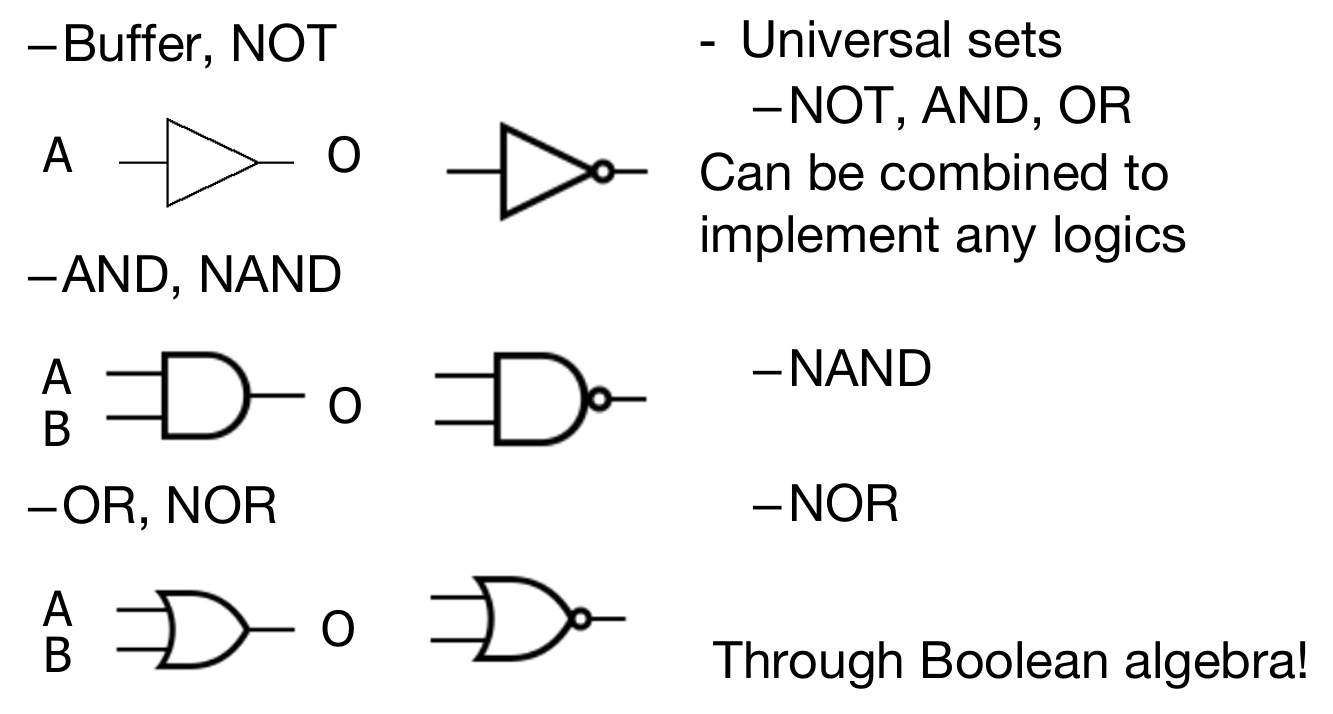 –Buffer, NOT
A
O
–AND, NAND
A
B
O
–OR, NOR
A
B
O
- Universal sets
–NOT, AND, OR
Can be combined to
implement any logics
–NAND
–NOR
Through Boolean algebra!